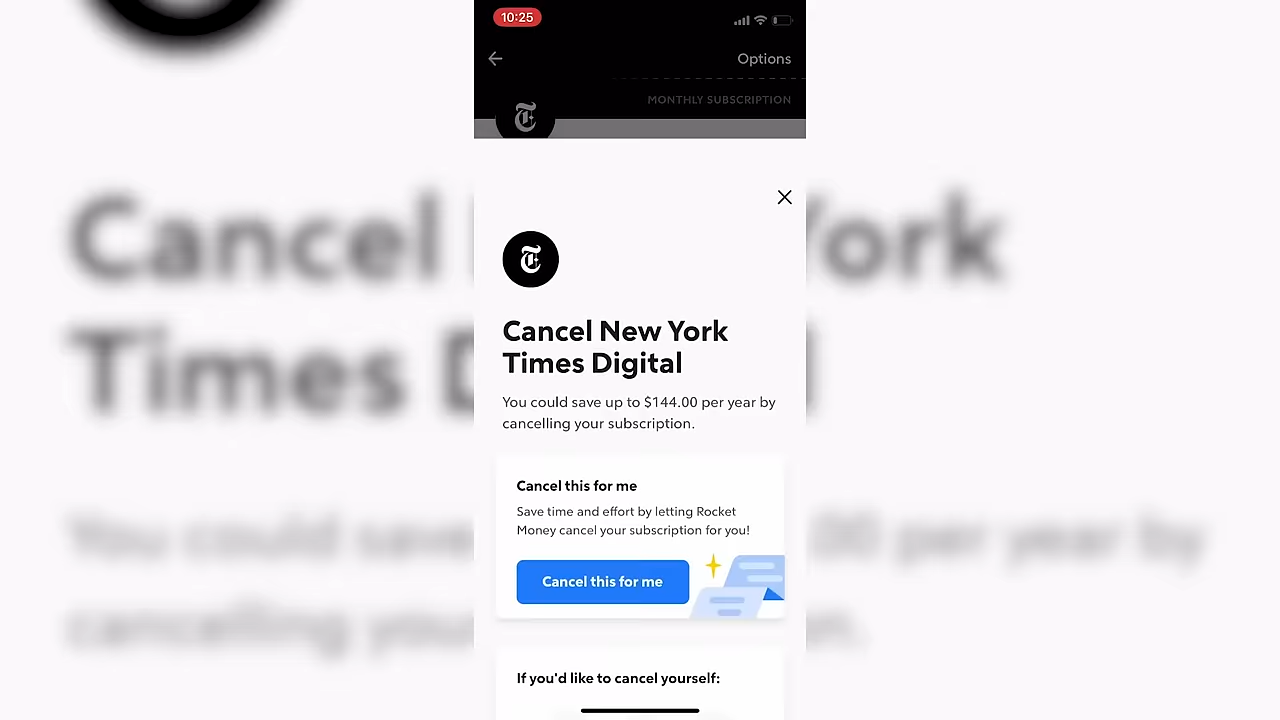 10:25
Options
MONTHLY SUBSCRIPTION
Cancel New York
Times Digital
You could save up to $144.00 per year by
cancelling your subscription.
Cancel this for me
Save time and effort by letting Rocket
Money cancel your subscription for you!
Cancel this for me
If you'd like to cancel yourself: